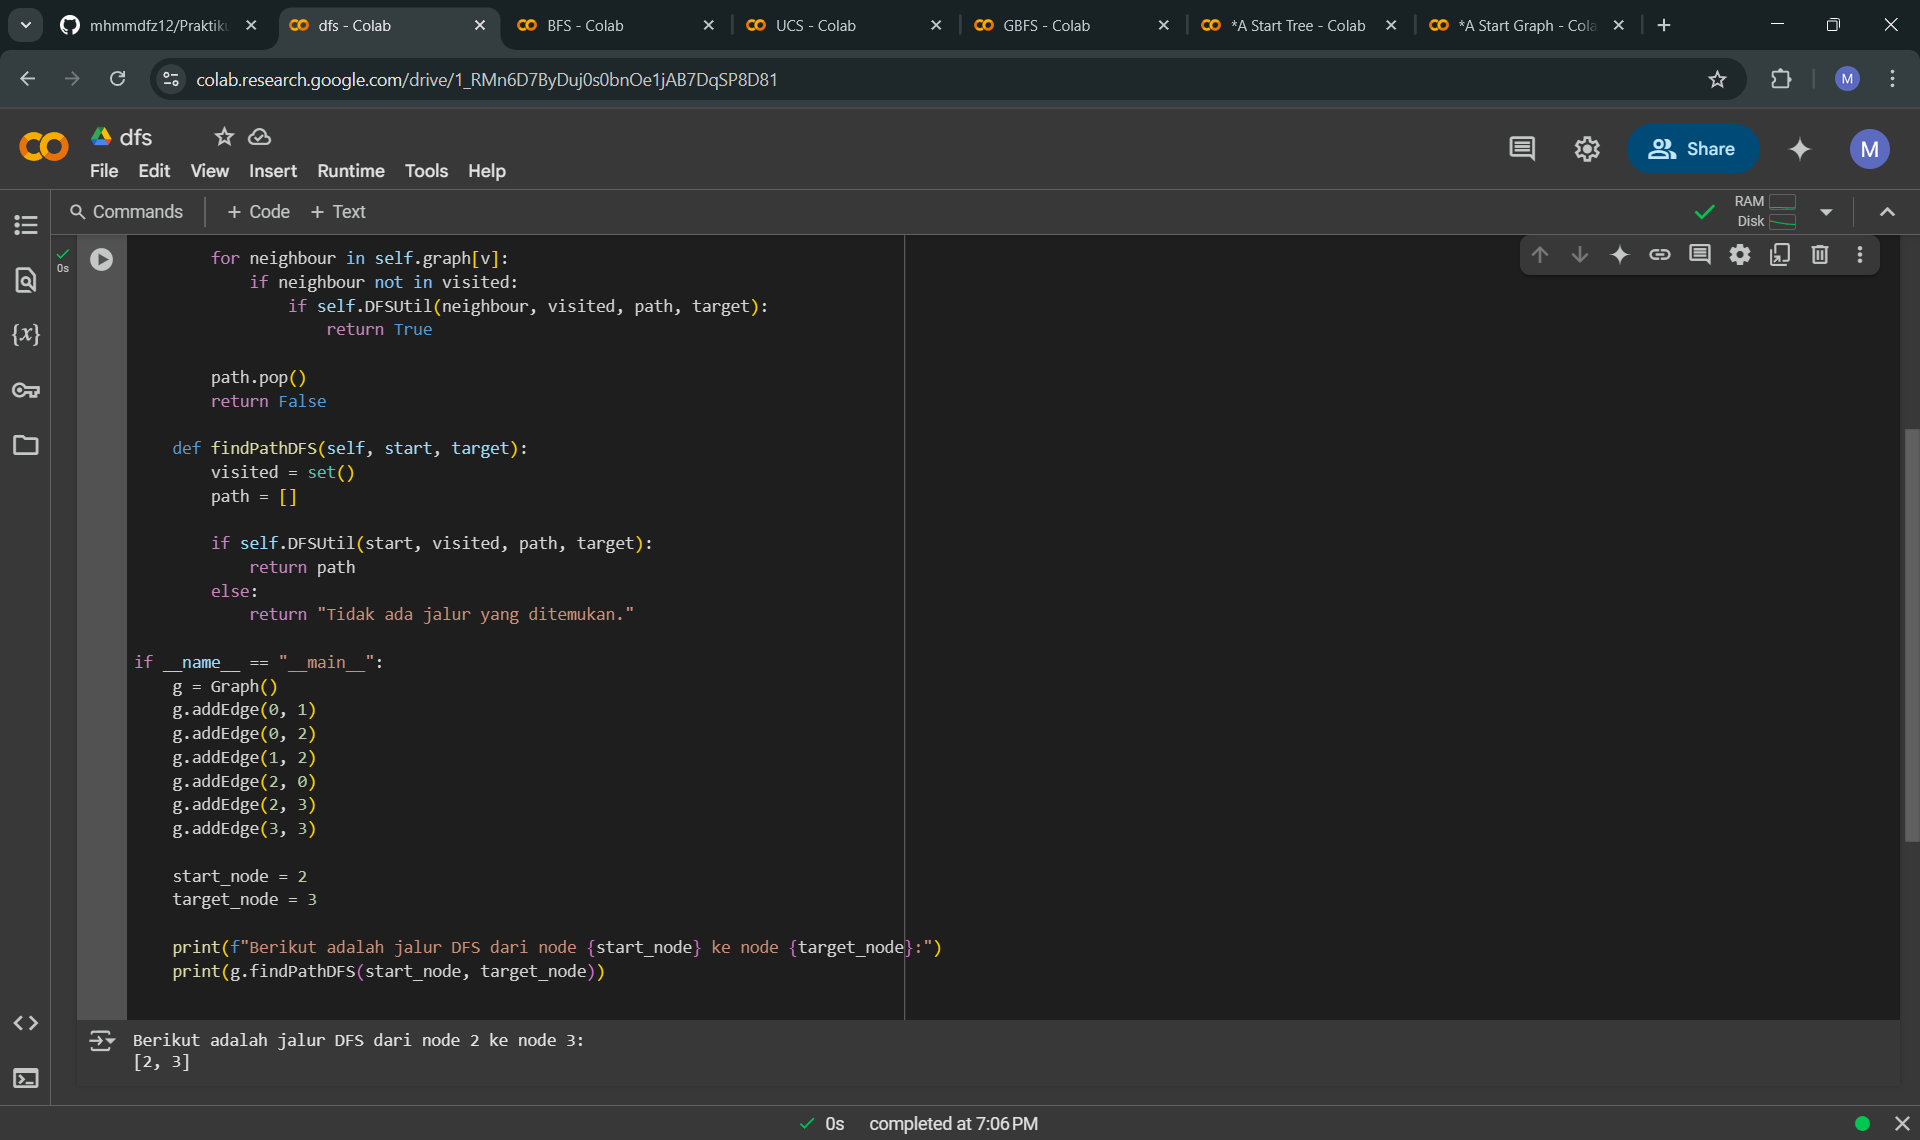 mhmmdfz12/Praktiku
dfs - Colab
BFS - Colab
UCS - Colab
GBFS - Colab
*A Start Tree - Colab
*A Start Graph - Cola
colab.research.google.com/drive/1_RMn6D7ByDuj0s0bnOe1jAB7DqSP8D81
M
dfs
File Edit View Insert Runtime Tools Help
Share
M
Commands
+ Code + Text
RAM
Disk
0s
        for neighbour in self.graph[v]:
            if neighbour not in visited:
                if self.DFSUtil(neighbour, visited, path, target):
                    return True

        path.pop()
        return False

    def findPathDFS(self, start, target):
        visited = set()
        path = []

        if self.DFSUtil(start, visited, path, target):
            return path
        else:
            return "Tidak ada jalur yang ditemukan."

if __name__ == "__main__":
    g = Graph()
    g.addEdge(0, 1)
    g.addEdge(0, 2)
    g.addEdge(1, 2)
    g.addEdge(2, 0)
    g.addEdge(2, 3)
    g.addEdge(3, 3)

    start_node = 2
    target_node = 3

    print(f"Berikut adalah jalur DFS dari node {start_node} ke node {target_node}:")
    print(g.findPathDFS(start_node, target_node))

Berikut adalah jalur DFS dari node 2 ke node 3:
[2, 3]
0s completed at 7:06 PM